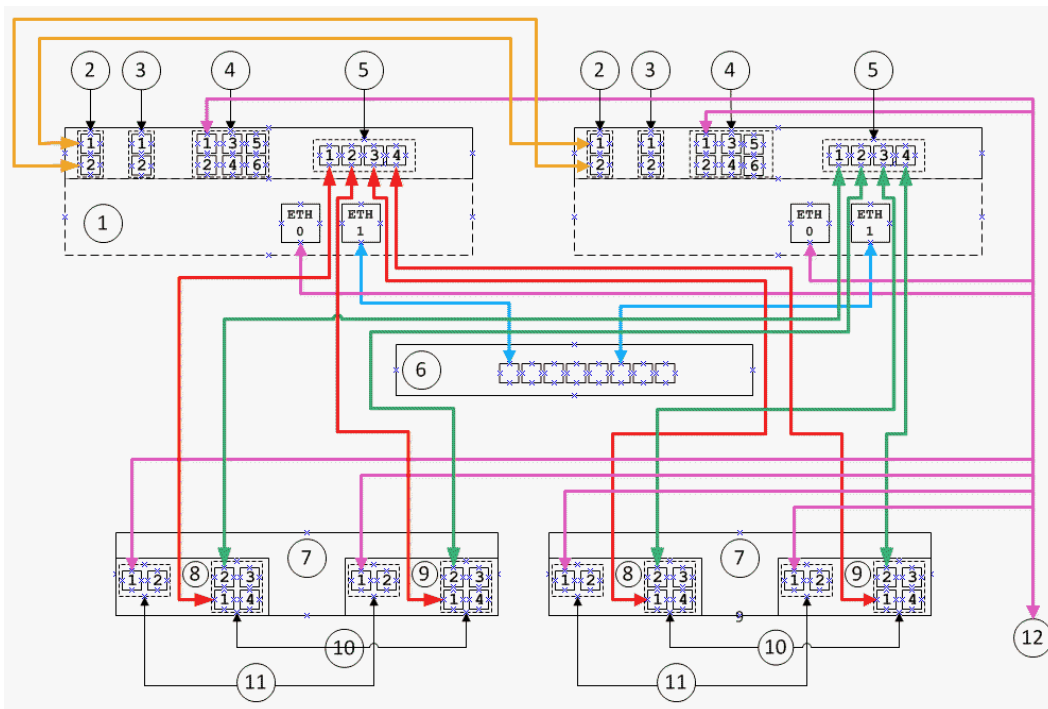 2 3 4 5 2 3 4 5
1 1 1 3 5 1 2 3 4 1 1 1 3 5 1 2 3 4
2 2 2 4 6 2 2 2 4 6
1 ETH ETH ETH ETH
0 1 0 1
6
7 7
1 2 8 2 3 1 2 9 2 3 1 2 8 2 3 1 2 9 2 3
1 4 1 4 1 4 1 4
9
10 10 12
11 11